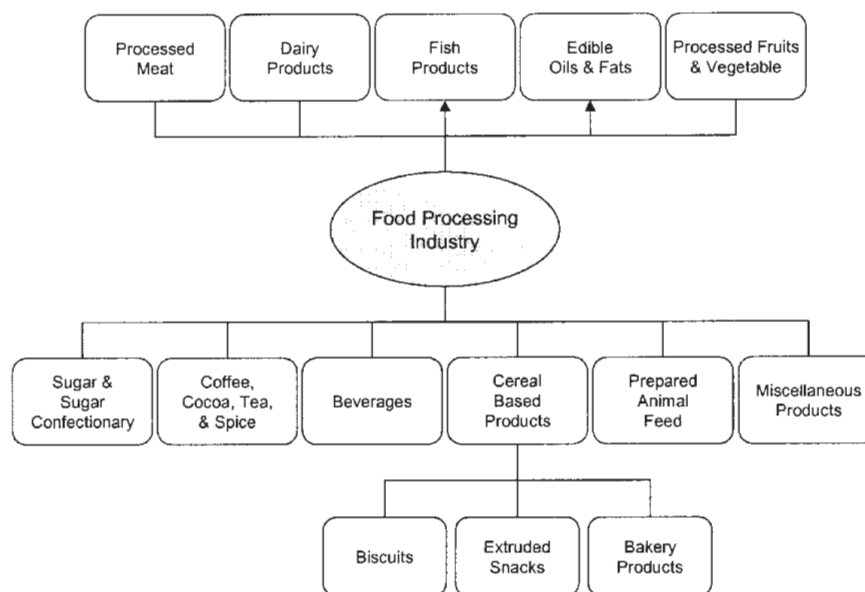 Processed
Meat
Dairy
Products
Fish
Products
Edible
Oils & Fats
Processed Fruits
& Vegetable
Food Processing
Industry
Sugar &
Sugar
Confectionary
Coffee,
Cocoa, Tea,
& Spice
Beverages
Cereal
Based
Products
Prepared
Animal
Feed
Miscellaneous
Products
Biscuits
Extruded
Snacks
Bakery
Products